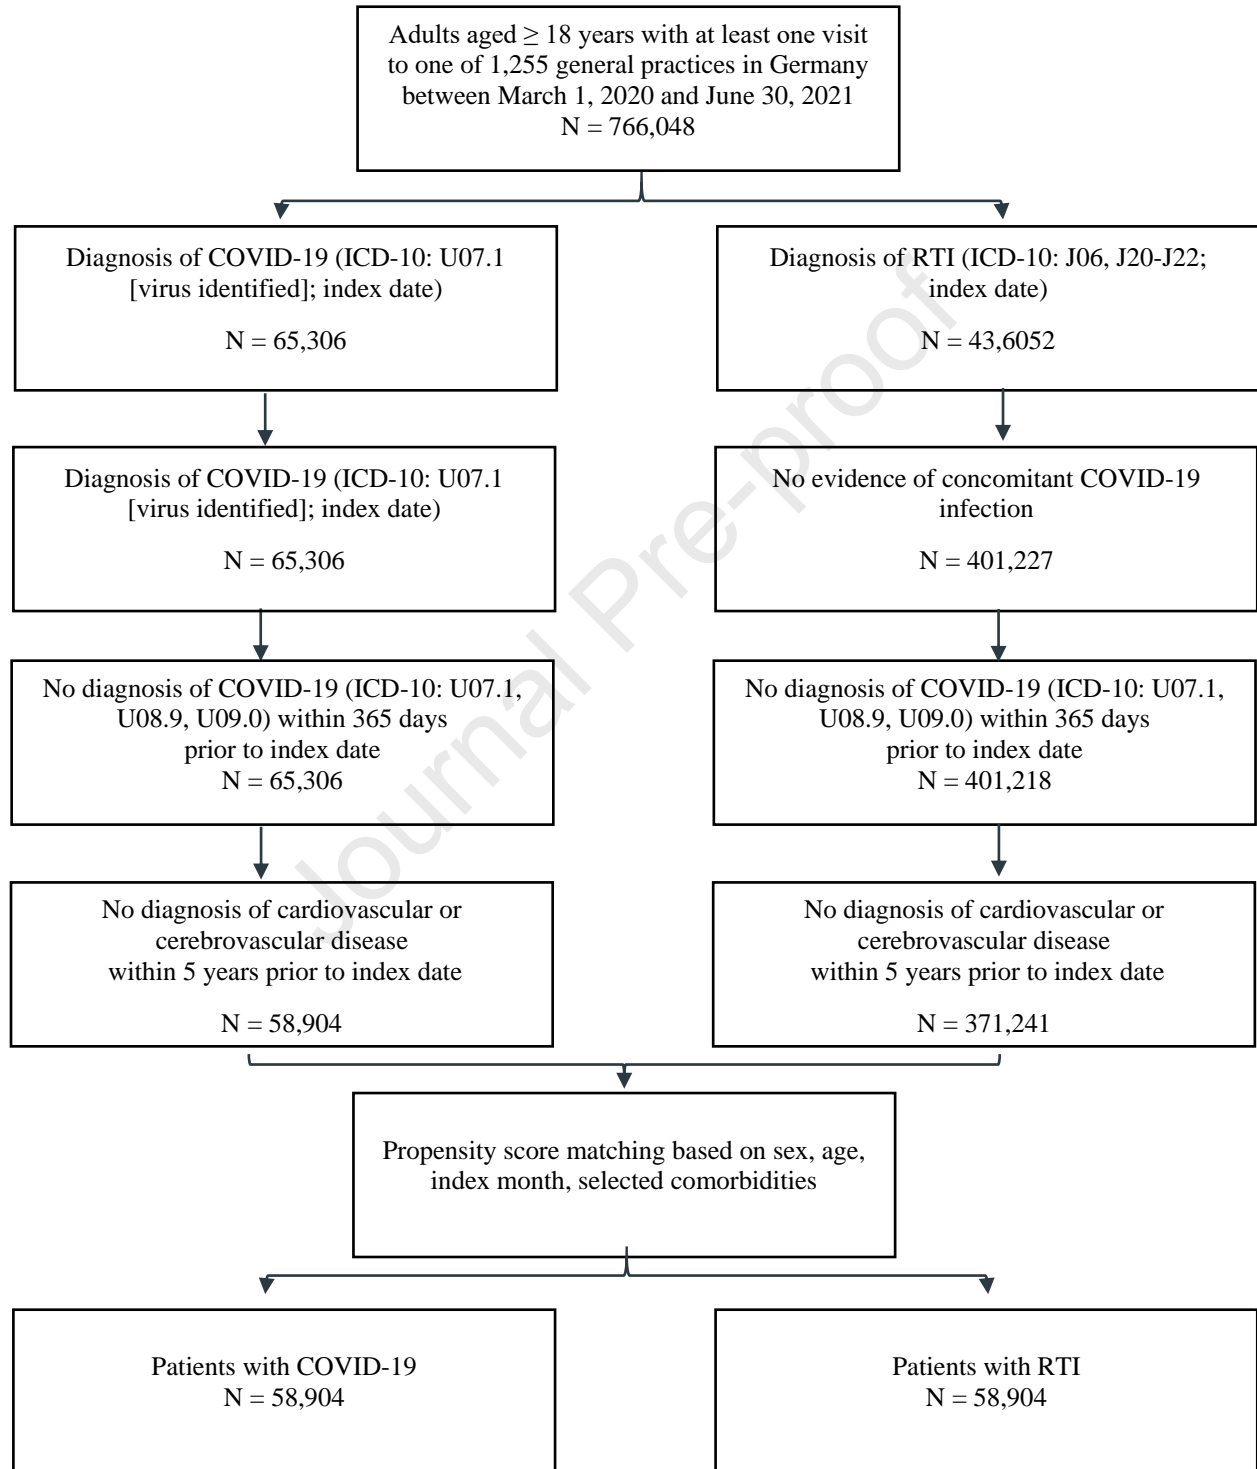 Adults aged ≥ 18 years with at least one visit
to one of 1,255 general practices in Germany
between March 1, 2020 and June 30, 2021
N = 766,048
Diagnosis of COVID-19 (ICD-10: U07.1
[virus identified]; index date)
N = 65,306
Diagnosis of RTI (ICD-10: J06, J20-J22;
index date)
N = 43,6052
Diagnosis of COVID-19 (ICD-10: U07.1
[virus identified]; index date)
N = 65,306
No evidence of concomitant COVID-19
infection
N = 401,227
No diagnosis of COVID-19 (ICD-10: U07.1,
U08.9, U09.0) within 365 days
prior to index date
N = 65,306
No diagnosis of COVID-19 (ICD-10: U07.1,
U08.9, U09.0) within 365 days
prior to index date
N = 401,218
No diagnosis of cardiovascular or
cerebrovascular disease
within 5 years prior to index date
N = 58,904
No diagnosis of cardiovascular or
cerebrovascular disease
within 5 years prior to index date
N = 371,241
Propensity score matching based on sex, age,
index month, selected comorbidities
Patients with COVID-19
N = 58,904
Patients with RTI
N = 58,904
Journal Pre-proof